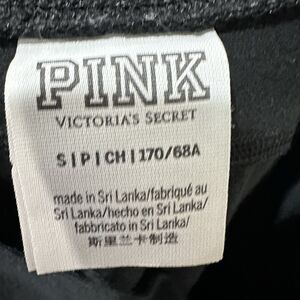 PINK
VICTORIA'S SECRET
S|P|CH|170/68A
made in Sri Lanka/fabriqué au
Sri Lanka/hecho en Sri Lanka/
fabbricato in Sri Lanka/
斯里兰卡制造